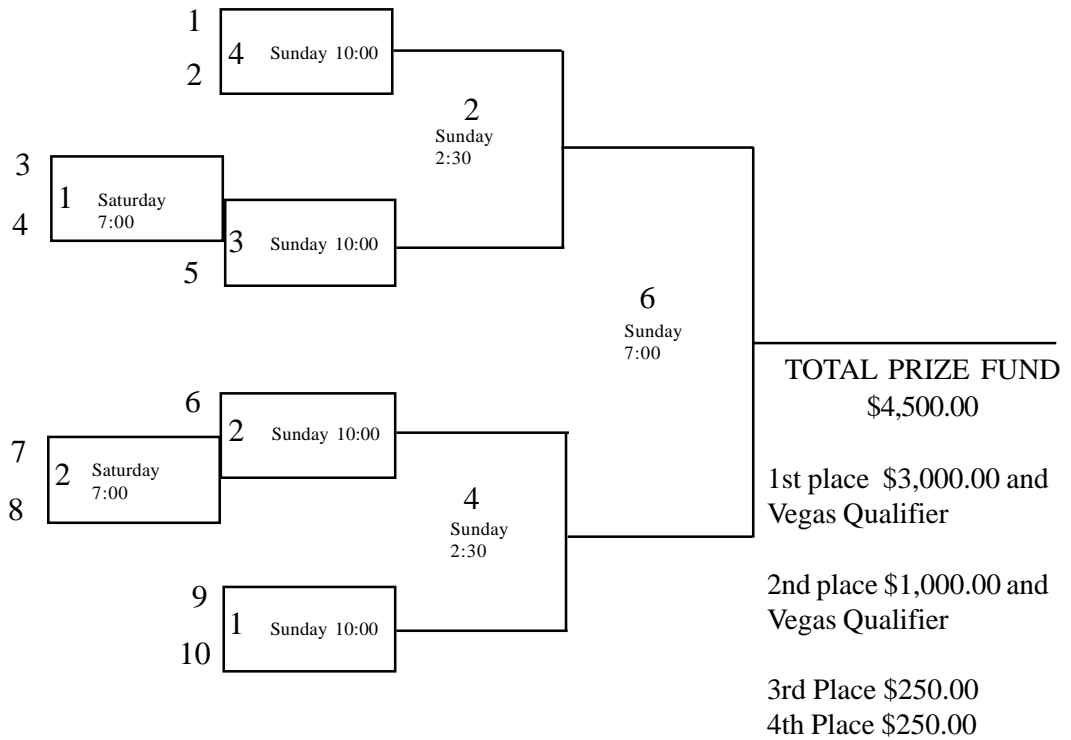 1
4 Sunday 10:00
2
2
Sunday
2:30
3
1 Saturday
7:00
4
3 Sunday 10:00
5
6
Sunday
7:00
TOTAL PRIZE FUND
$4,500.00
6
2 Sunday 10:00
7
2 Saturday
7:00
8
4
Sunday
2:30
9
1 Sunday 10:00
10
1st place $3,000.00 and
Vegas Qualifier
2nd place $1,000.00 and
Vegas Qualifier
3rd Place $250.00
4th Place $250.00